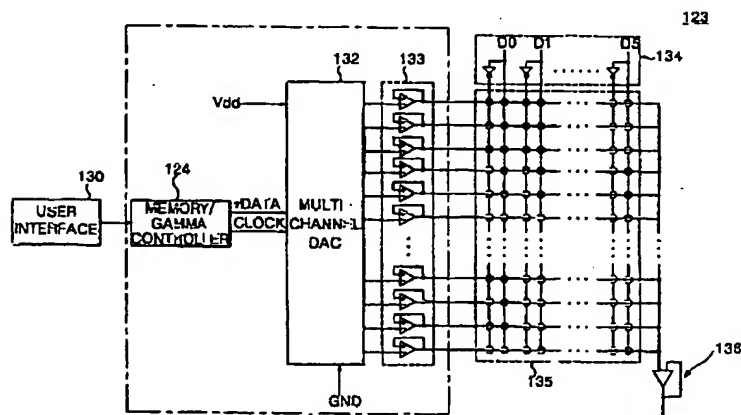 123
132
133
D0 D1 D5
134
Vdd
130
124
USER
INTERFACE
MEMORY/
GAMMA
CONTROLLER
rDATA
CLOCK
MULTI
CHANNEL
DAC
135
136
GND